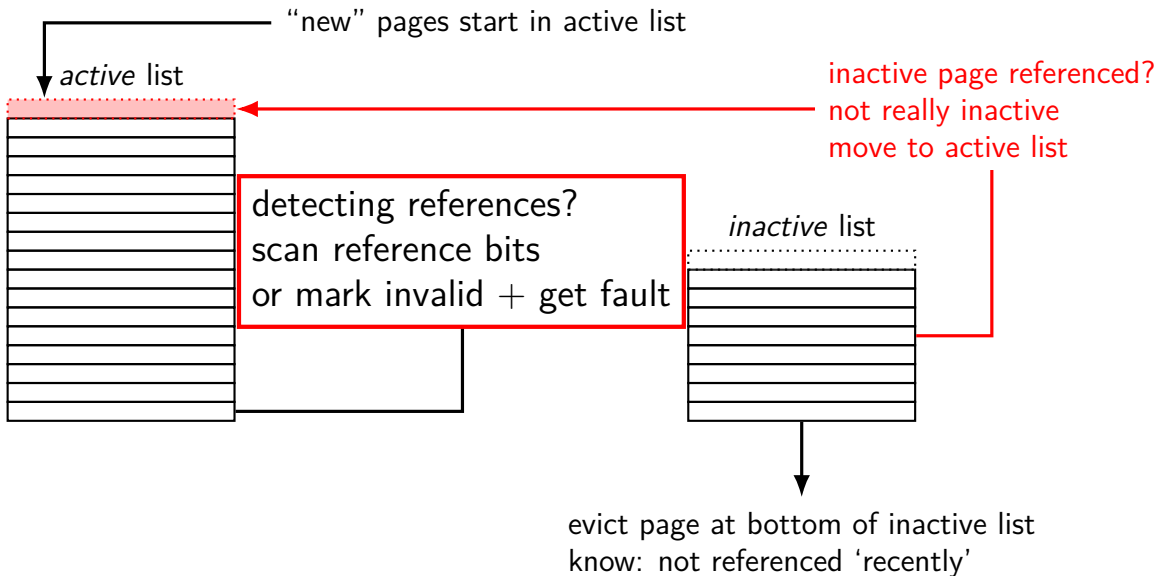 “new” pages start in active list
active list
inactive page referenced?
not really inactive
move to active list
detecting references?
scan reference bits
or mark invalid + get fault
inactive list
evict page at bottom of inactive list
know: not referenced ‘recently’